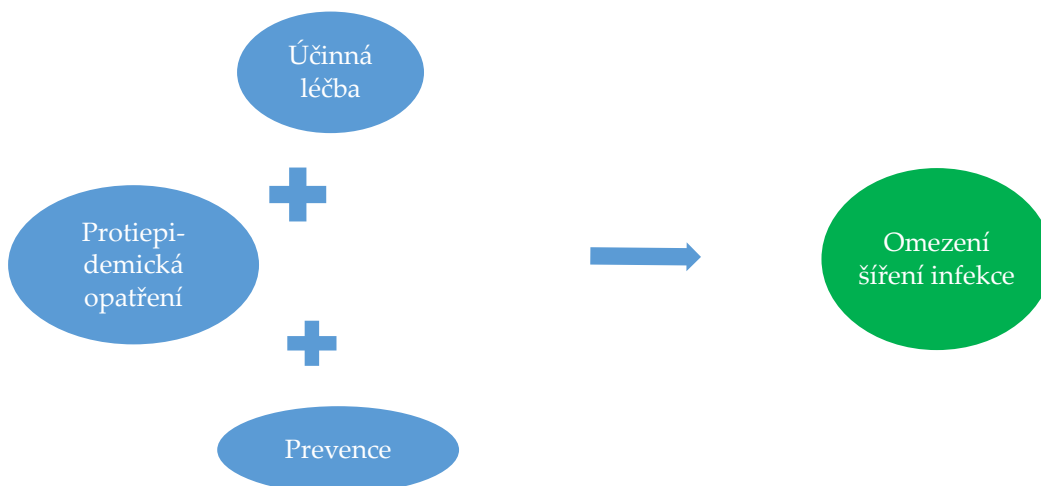 Účinná
léčba
Protiepi-
demická
opatření
Omezení
šíření infekce
Prevence